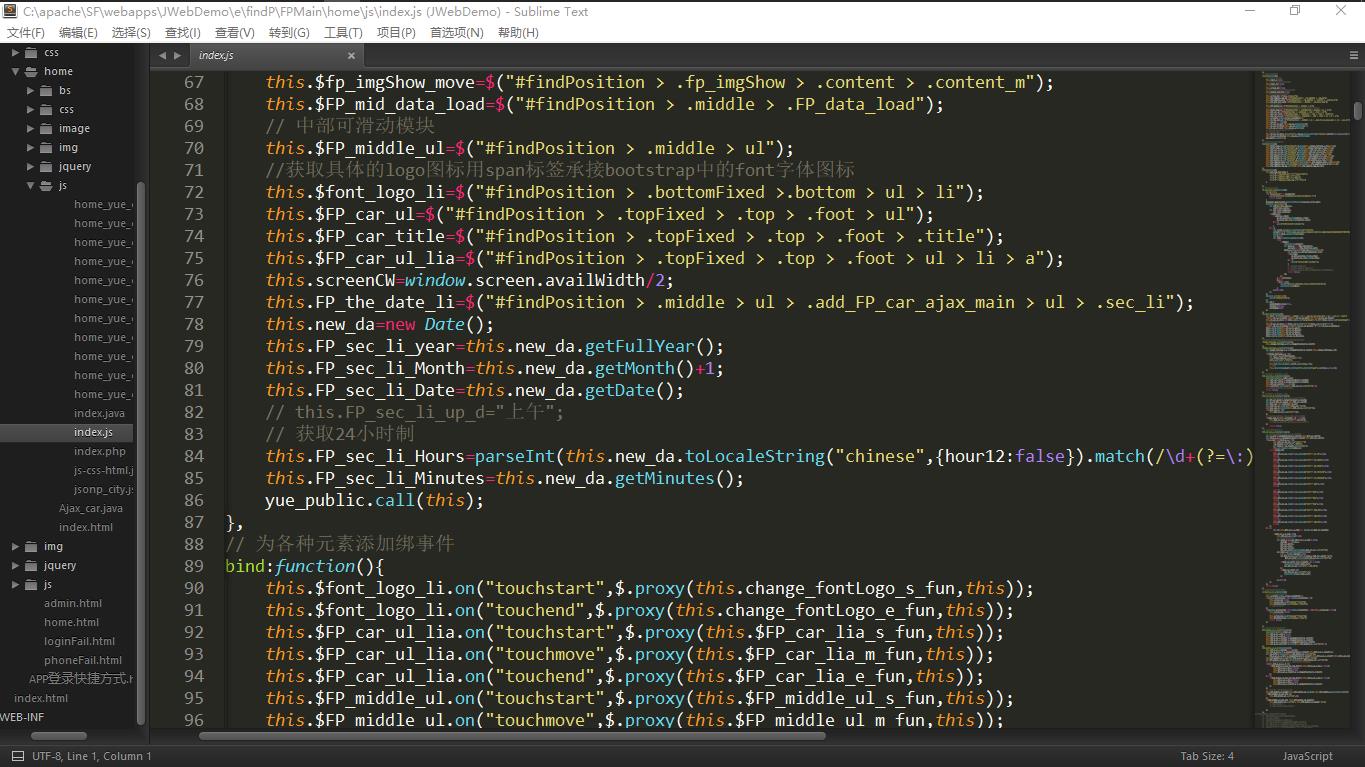 C:\apache\SF\webapps\JWebDemo\e\findP\FPMain\home\js\index.js (JWebDemo) - Sublime Text
文件(F) 编辑(E) 选择(S) 查找(I) 查看(V) 转到(G) 工具(T) 项目(P) 首选项(N) 帮助(H)
css
home
bs
css
image
img
jquery
js
home_yue_
home_yue_
home_yue_
home_yue_
home_yue_
home_yue_
home_yue_
home_yue_
home_yue_
home_yue_
home_yue_
index.java
index.js
index.php
js-css-html.j
jsonp_city.js
Ajax_car.java
index.html
img
jquery
js
admin.html
home.html
loginFail.html
phoneFail.html
APP登录快捷方式.h
index.html
WEB-INF
index.js
67 this.$fp_imgShow_move=$("#findPosition > .fp_imgShow > .content > .content_m");
68 this.$FP_mid_data_load=$("#findPosition > .middle > .FP_data_load");
69 // 中部可滑动模块
70 this.$FP_middle_ul=$("#findPosition > .middle > ul");
71 //获取具体的logo图标用span标签承接bootstrap中的font字体图标
72 this.$font_logo_li=$("#findPosition > .bottomFixed >.bottom > ul > li");
73 this.$FP_car_ul=$("#findPosition > .topFixed > .top > .foot > ul");
74 this.$FP_car_title=$("#findPosition > .topFixed > .top > .foot > .title");
75 this.$FP_car_ul_lia=$("#findPosition > .topFixed > .top > .foot > ul > li > a");
76 this.screenCW=window.screen.availWidth/2;
77 this.FP_the_date_li=$("#findPosition > .middle > ul > .add_FP_car_ajax_main > ul > .sec_li");
78 this.new_da=new Date();
79 this.FP_sec_li_year=this.new_da.getFullYear();
80 this.FP_sec_li_Month=this.new_da.getMonth()+1;
81 this.FP_sec_li_Date=this.new_da.getDate();
82 // this.FP_sec_li_up_d="上午";
83 // 获取24小时制
84 this.FP_sec_li_Hours=parseInt(this.new_da.toLocaleString("chinese",{hour12:false}).match(/\d+(?=\:)
85 this.FP_sec_li_Minutes=this.new_da.getMinutes();
86 yue_public.call(this);
87 },
88 // 为各种元素添加绑事件
89 bind:function(){
90 this.$font_logo_li.on("touchstart",$.proxy(this.change_fontLogo_s_fun,this));
91 this.$font_logo_li.on("touchend",$.proxy(this.change_fontLogo_e_fun,this));
92 this.$FP_car_ul_lia.on("touchstart",$.proxy(this.$FP_car_lia_s_fun,this));
93 this.$FP_car_ul_lia.on("touchmove",$.proxy(this.$FP_car_lia_m_fun,this));
94 this.$FP_car_ul_lia.on("touchend",$.proxy(this.$FP_car_lia_e_fun,this));
95 this.$FP_middle_ul.on("touchstart",$.proxy(this.$FP_middle_ul_s_fun,this));
96 this.$FP_middle_ul.on("touchmove",$.proxy(this.$FP_middle_ul_m_fun,this));
UTF-8, Line 1, Column 1
Tab Size: 4
JavaScript